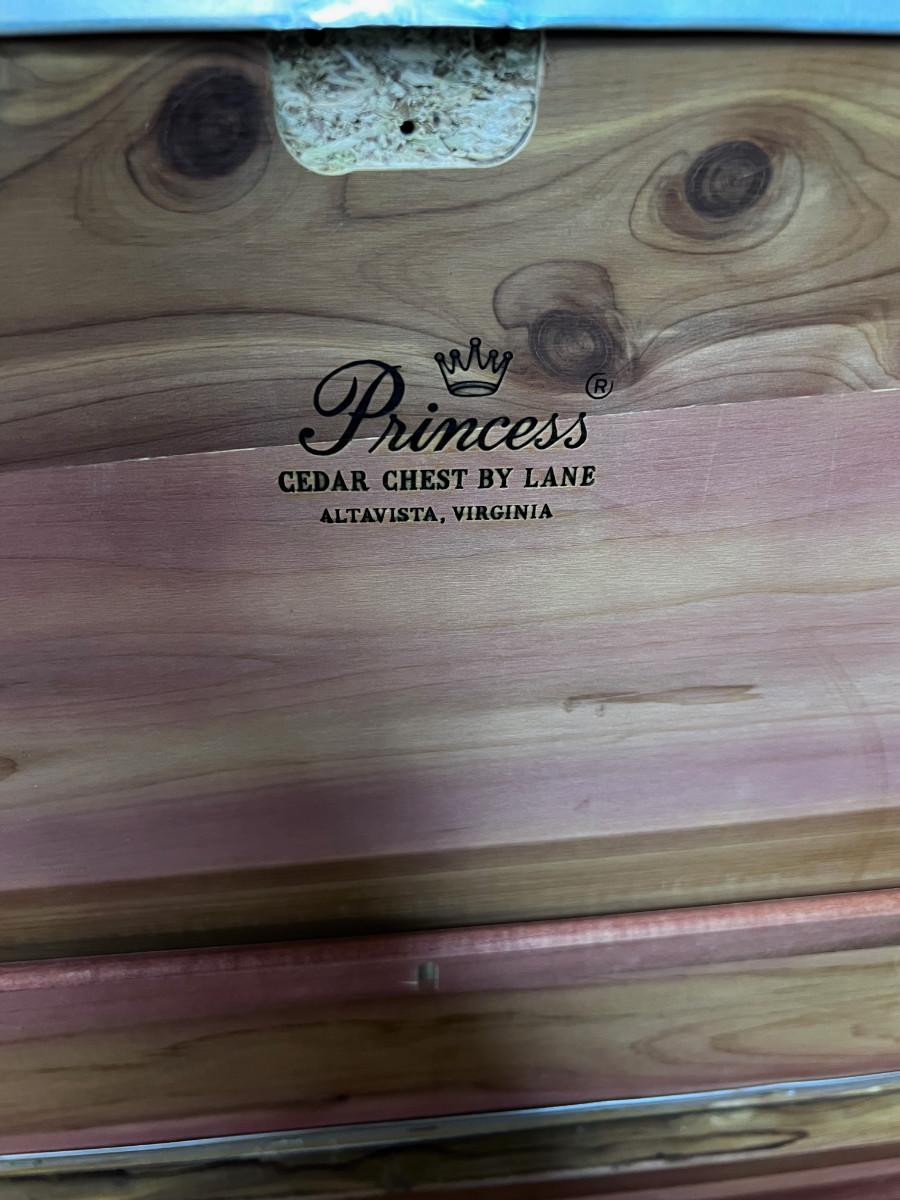 Princess ®
CEDAR CHEST BY LANE
ALTAVISTA, VIRGINIA